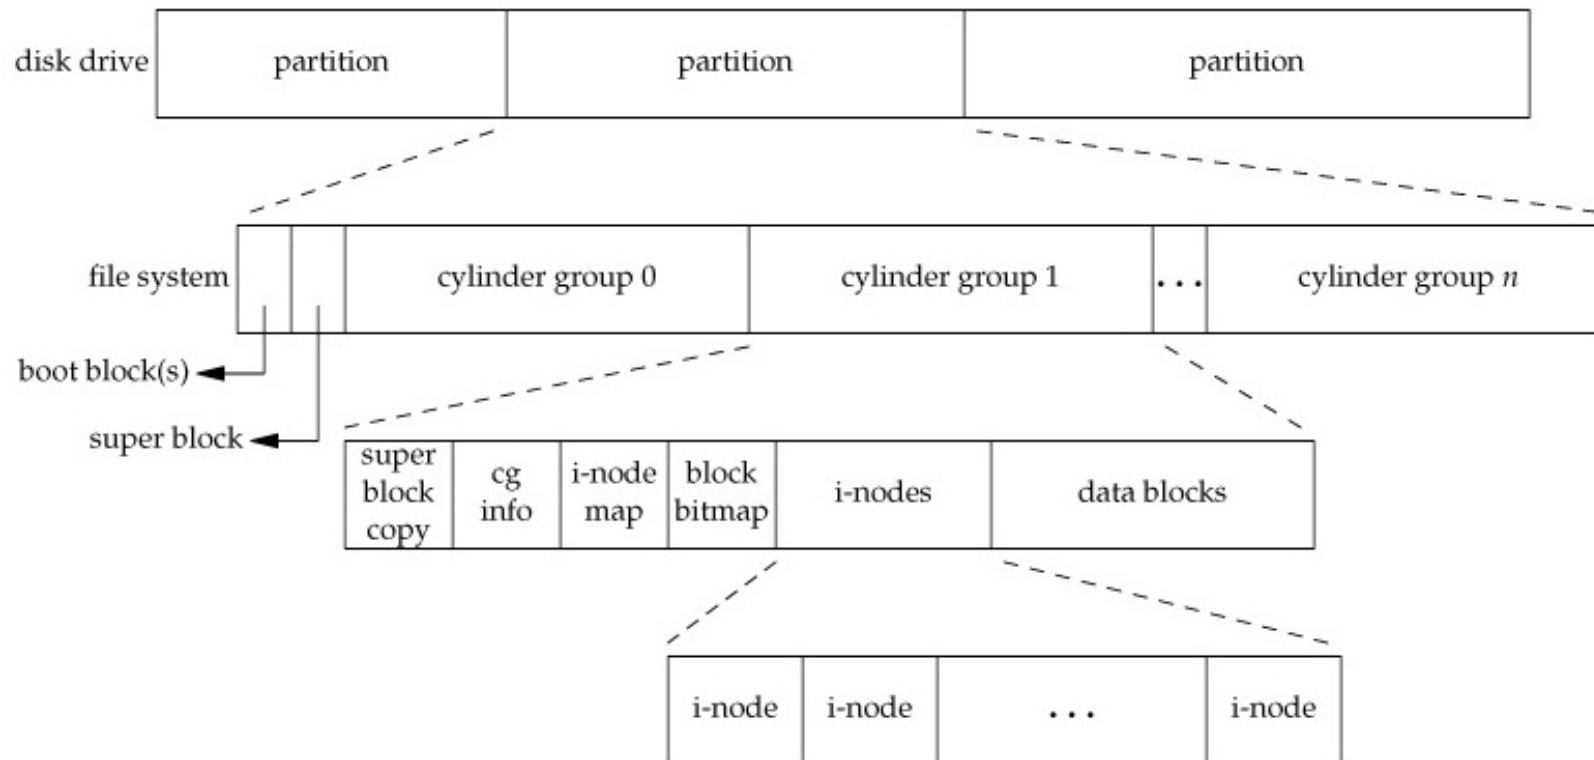 disk drive
partition
partition
partition
file system
cylinder group 0
cylinder group 1
...
cylinder group n
boot block(s)
super block
super
block
copy
cg
info
i-node
map
block
bitmap
i-nodes
data blocks
i-node
i-node
...
i-node